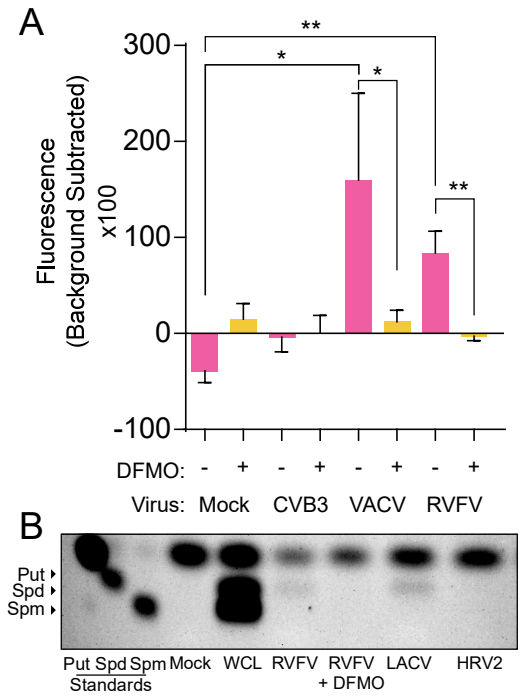 A
Fluorescence
(Background Subtracted)
x100
300
200
100
0
-100
**
*
*
**
DFMO: - + - + - + - +
Virus: Mock CVB3 VACV RVFV
B
Put
Spd
Spm
Put Spd Spm Mock WCL RVFV RVFV LACV HRV2
Standards + DFMO